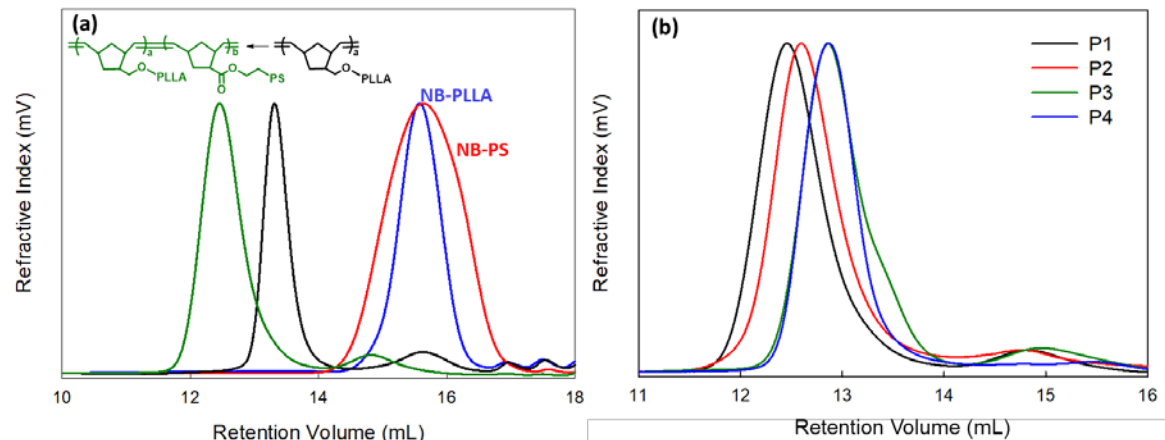 (a)
a
b
a
O
PLLA
O
O
PS
O
PLLA
NB-PLLA
NB-PS
Refractive Index (mV)
10 12 14 16 18
Retention Volume (mL)
(b)
P1
P2
P3
P4
Refractive Index (mV)
11 12 13 14 15 16
Retention Volume (mL)